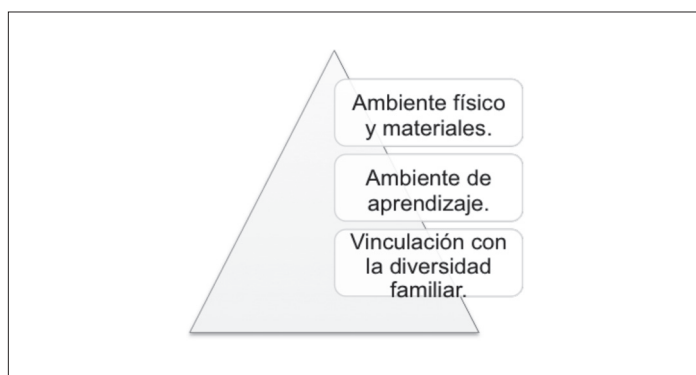 Ambiente físico
y materiales.
Ambiente de
aprendizaje.
Vinculación con
la diversidad
familiar.